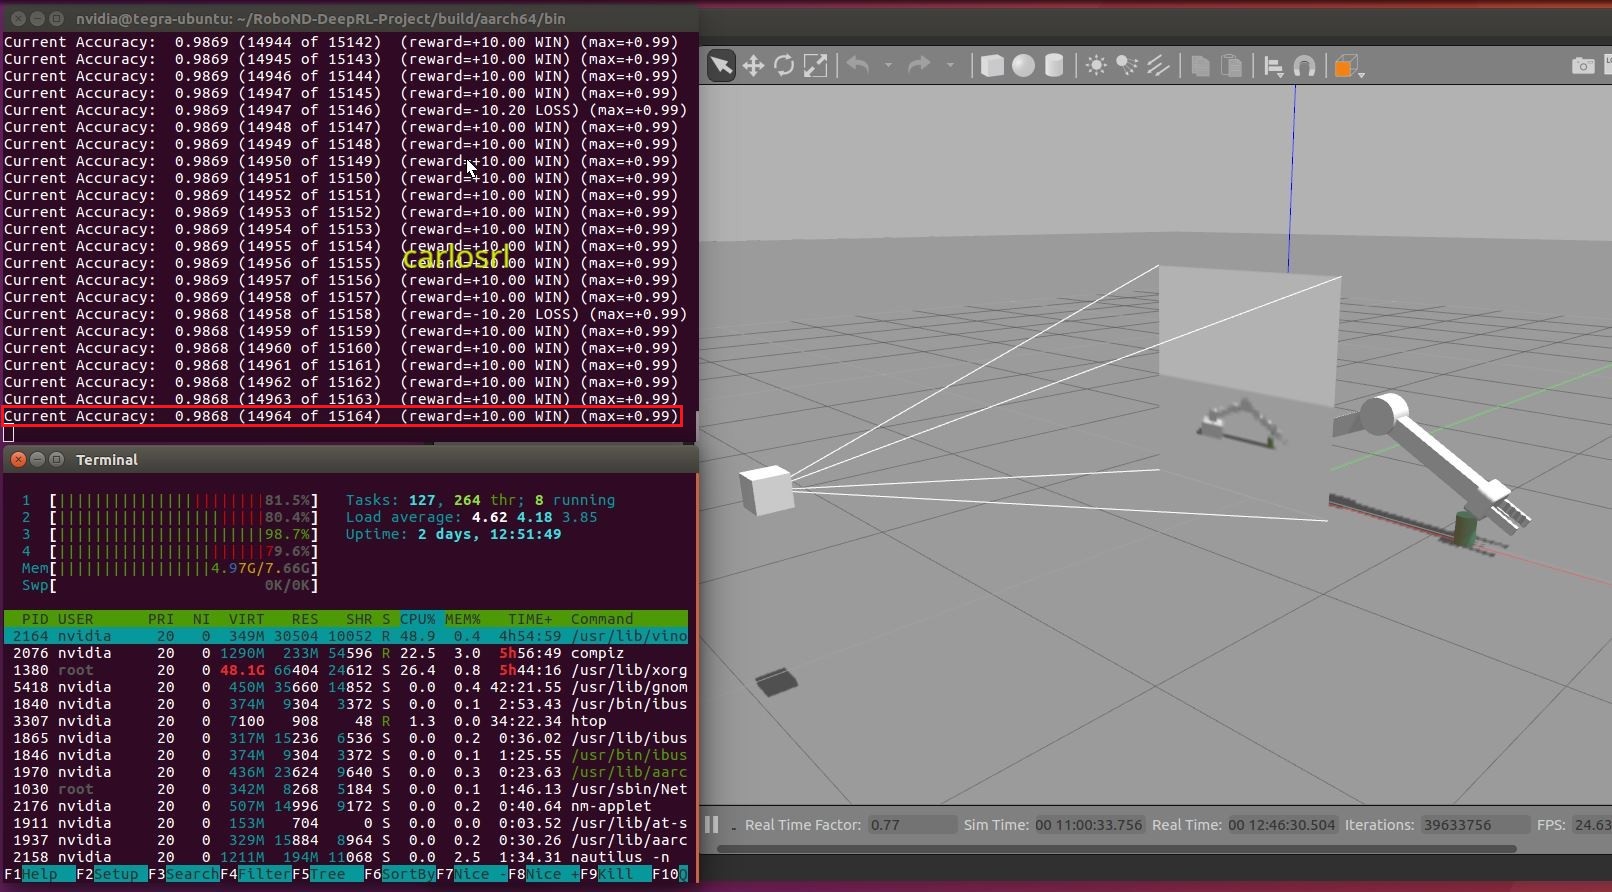 nvidia@tegra-ubuntu: ~/RoboND-DeepRL-Project/build/aarch64/bin
Current Accuracy:  0.9869 (14944 of 15142)  (reward=+10.00 WIN) (max=+0.99)
Current Accuracy:  0.9869 (14945 of 15143)  (reward=+10.00 WIN) (max=+0.99)
Current Accuracy:  0.9869 (14946 of 15144)  (reward=+10.00 WIN) (max=+0.99)
Current Accuracy:  0.9869 (14947 of 15145)  (reward=+10.00 WIN) (max=+0.99)
Current Accuracy:  0.9869 (14947 of 15146)  (reward=-10.20 LOSS) (max=+0.99)
Current Accuracy:  0.9869 (14948 of 15147)  (reward=+10.00 WIN) (max=+0.99)
Current Accuracy:  0.9869 (14949 of 15148)  (reward=+10.00 WIN) (max=+0.99)
Current Accuracy:  0.9869 (14950 of 15149)  (reward=+10.00 WIN) (max=+0.99)
Current Accuracy:  0.9869 (14951 of 15150)  (reward=+10.00 WIN) (max=+0.99)
Current Accuracy:  0.9869 (14952 of 15151)  (reward=+10.00 WIN) (max=+0.99)
Current Accuracy:  0.9869 (14953 of 15152)  (reward=+10.00 WIN) (max=+0.99)
Current Accuracy:  0.9869 (14954 of 15153)  (reward=+10.00 WIN) (max=+0.99)
Current Accuracy:  0.9869 (14955 of 15154)  (reward=+10.00 WIN) (max=+0.99)
carlosrl
Current Accuracy:  0.9869 (14956 of 15155)  (reward=+10.00 WIN) (max=+0.99)
Current Accuracy:  0.9869 (14957 of 15156)  (reward=+10.00 WIN) (max=+0.99)
Current Accuracy:  0.9869 (14958 of 15157)  (reward=+10.00 WIN) (max=+0.99)
Current Accuracy:  0.9868 (14958 of 15158)  (reward=-10.20 LOSS) (max=+0.99)
Current Accuracy:  0.9868 (14959 of 15159)  (reward=+10.00 WIN) (max=+0.99)
Current Accuracy:  0.9868 (14960 of 15160)  (reward=+10.00 WIN) (max=+0.99)
Current Accuracy:  0.9868 (14961 of 15161)  (reward=+10.00 WIN) (max=+0.99)
Current Accuracy:  0.9868 (14962 of 15162)  (reward=+10.00 WIN) (max=+0.99)
Current Accuracy:  0.9868 (14963 of 15163)  (reward=+10.00 WIN) (max=+0.99)
Current Accuracy:  0.9868 (14964 of 15164)  (reward=+10.00 WIN) (max=+0.99)
Terminal
1 [81.5%] Tasks: 127, 264 thr; 8 running
2 [80.4%] Load average: 4.62 4.18 3.85
3 [98.7%] Uptime: 2 days, 12:51:49
4 [79.6%]
Mem[4.97G/7.66G]
Swp[0K/0K]
PID USER PRI NI VIRT RES SHR S CPU% MEM% TIME+ Command
2164 nvidia 20 0 349M 30504 10052 R 48.9 0.4 4h54:59 /usr/lib/vino
2076 nvidia 20 0 1290M 233M 54596 R 22.5 3.0 5h56:49 compiz
1380 root 20 0 48.1G 66404 24612 S 26.4 0.8 5h44:16 /usr/lib/xorg
5418 nvidia 20 0 450M 35660 14852 S 0.0 0.4 42:21.55 /usr/lib/gnom
1840 nvidia 20 0 374M 9304 3372 S 0.0 0.1 2:53.43 /usr/bin/ibus
3307 nvidia 20 0 7100 908 48 R 1.3 0.0 34:22.34 htop
1865 nvidia 20 0 317M 15236 6536 S 0.0 0.2 0:36.02 /usr/lib/ibus
1846 nvidia 20 0 374M 9304 3372 S 0.0 0.1 1:25.55 /usr/bin/ibus
1970 nvidia 20 0 436M 23624 9640 S 0.0 0.3 0:23.63 /usr/lib/aarc
1030 root 20 0 342M 8268 5184 S 0.0 0.1 1:46.13 /usr/sbin/Net
2176 nvidia 20 0 507M 14996 9172 S 0.0 0.2 0:40.64 nm-applet
1911 nvidia 20 0 153M 704 0 S 0.0 0.0 0:03.52 /usr/lib/at-s
1937 nvidia 20 0 329M 15884 8964 S 0.0 0.2 0:30.26 /usr/lib/aarc
2158 nvidia 20 0 1211M 194M 11068 S 0.0 2.5 1:34.31 nautilus -n
F1Help F2Setup F3SearchF4FilterF5Tree F6SortByF7Nice -F8Nice +F9Kill F10Q
Real Time Factor: 0.77 Sim Time: 00 11:00:33.756 Real Time: 00 12:46:30.504 Iterations: 39633756 FPS: 24.63